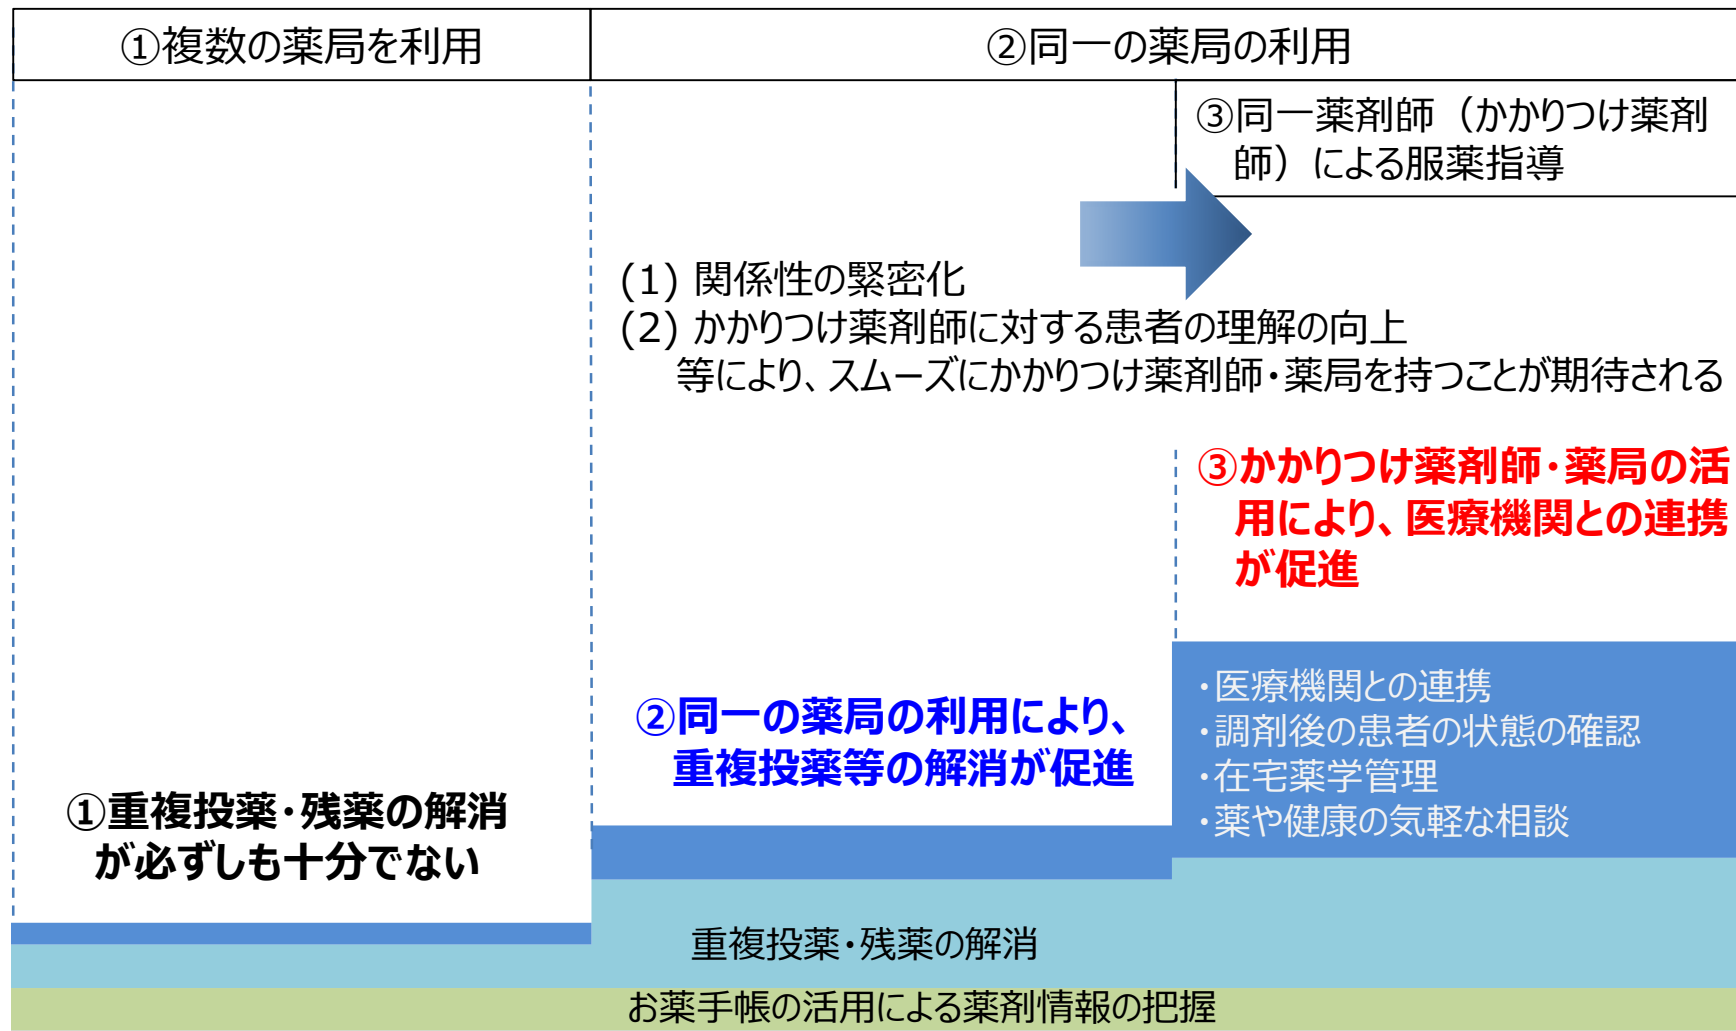 ①複数の薬局を利用
②同一の薬局の利用
③同一薬剤師（かかりつけ薬剤
師）による服薬指導
(1) 関係性の緊密化
(2) かかりつけ薬剤師に対する患者の理解の向上
等により、スムーズにかかりつけ薬剤師・薬局を持つことが期待される
③かかりつけ薬剤師・薬局の活
用により、医療機関との連携
が促進
②同一の薬局の利用により、
重複投薬等の解消が促進
①重複投薬・残薬の解消
が必ずしも十分でない
・医療機関との連携
・調剤後の患者の状態の確認
・在宅薬学管理
・薬や健康の気軽な相談
重複投薬・残薬の解消
お薬手帳の活用による薬剤情報の把握